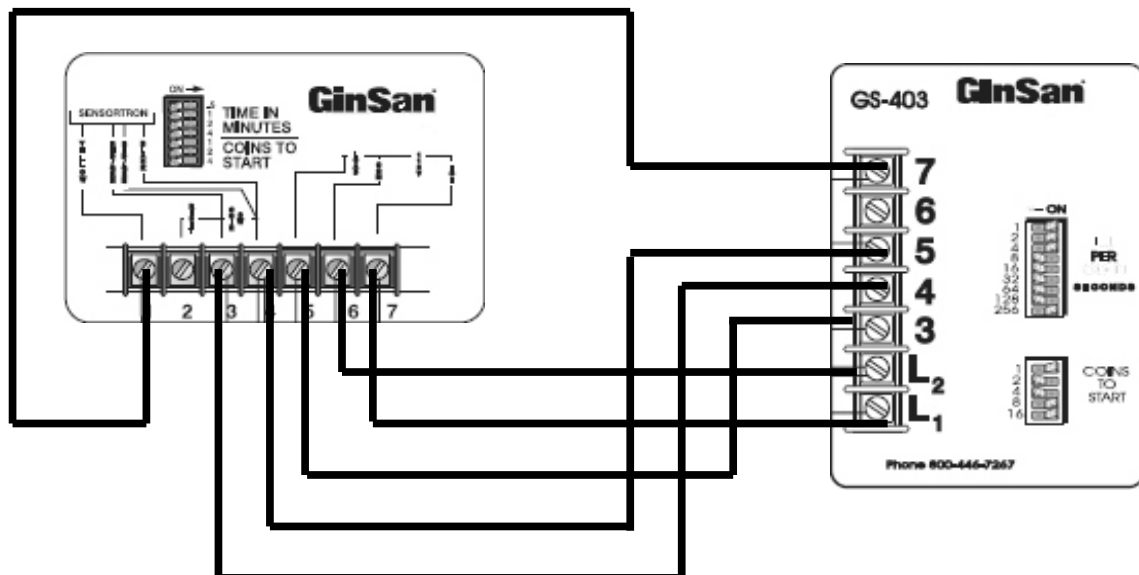 ON
SENSORTRON
GinSan
TIME IN
MINUTES
COINS TO
START
1 2 3 4 5 6 7
GS-403 GInSan
7
6
5
4
3
L2
L1
ON
1
2
4
8
16
32
64
128
256
PER
SECONDS
1
2
4
8
16
COINS
TO
START
Phone 800-446-7267